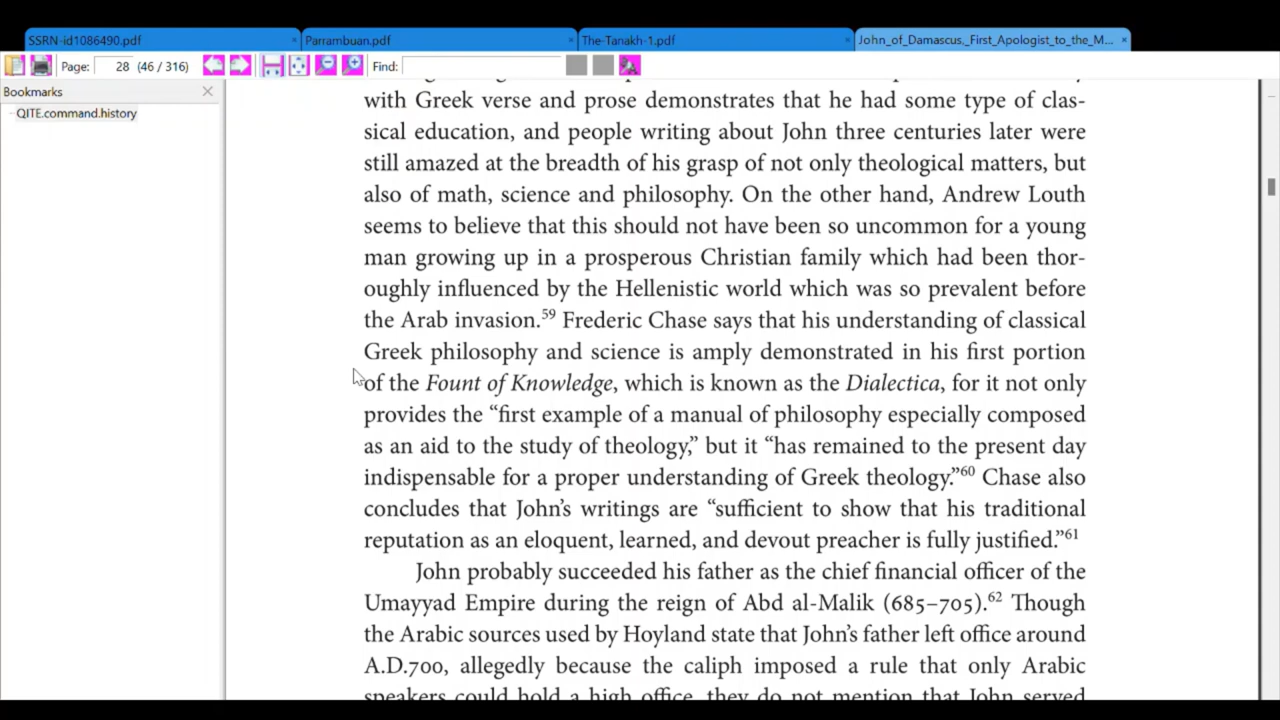 SSRN-id1086490.pdf
Parrambuan.pdf
The-Tanakh-1.pdf
John_of_Damascus,_First_Apologist_to_the_M...
Page: 28 (46 / 316) Find:
Bookmarks
QITE.command.history
with Greek verse and prose demonstrates that he had some type of clas-
sical education, and people writing about John three centuries later were
still amazed at the breadth of his grasp of not only theological matters, but
also of math, science and philosophy. On the other hand, Andrew Louth
seems to believe that this should not have been so uncommon for a young
man growing up in a prosperous Christian family which had been thor-
oughly influenced by the Hellenistic world which was so prevalent before
the Arab invasion.59 Frederic Chase says that his understanding of classical
Greek philosophy and science is amply demonstrated in his first portion
of the Fount of Knowledge, which is known as the Dialectica, for it not only
provides the “first example of a manual of philosophy especially composed
as an aid to the study of theology,” but it “has remained to the present day
indispensable for a proper understanding of Greek theology.”60 Chase also
concludes that John’s writings are “sufficient to show that his traditional
reputation as an eloquent, learned, and devout preacher is fully justified.”61
John probably succeeded his father as the chief financial officer of the
Umayyad Empire during the reign of Abd al-Malik (685–705).62 Though
the Arabic sources used by Hoyland state that John’s father left office around
A.D.700, allegedly because the caliph imposed a rule that only Arabic
speakers could hold a high office, they do not mention that John served